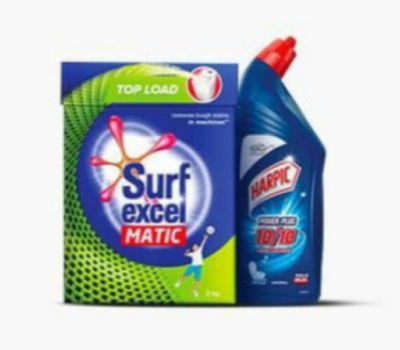 TOP LOAD
removes tough stains
in machines
Surf
excel
MATIC
2 kg
HARPIC
POWER PLUS
10/10